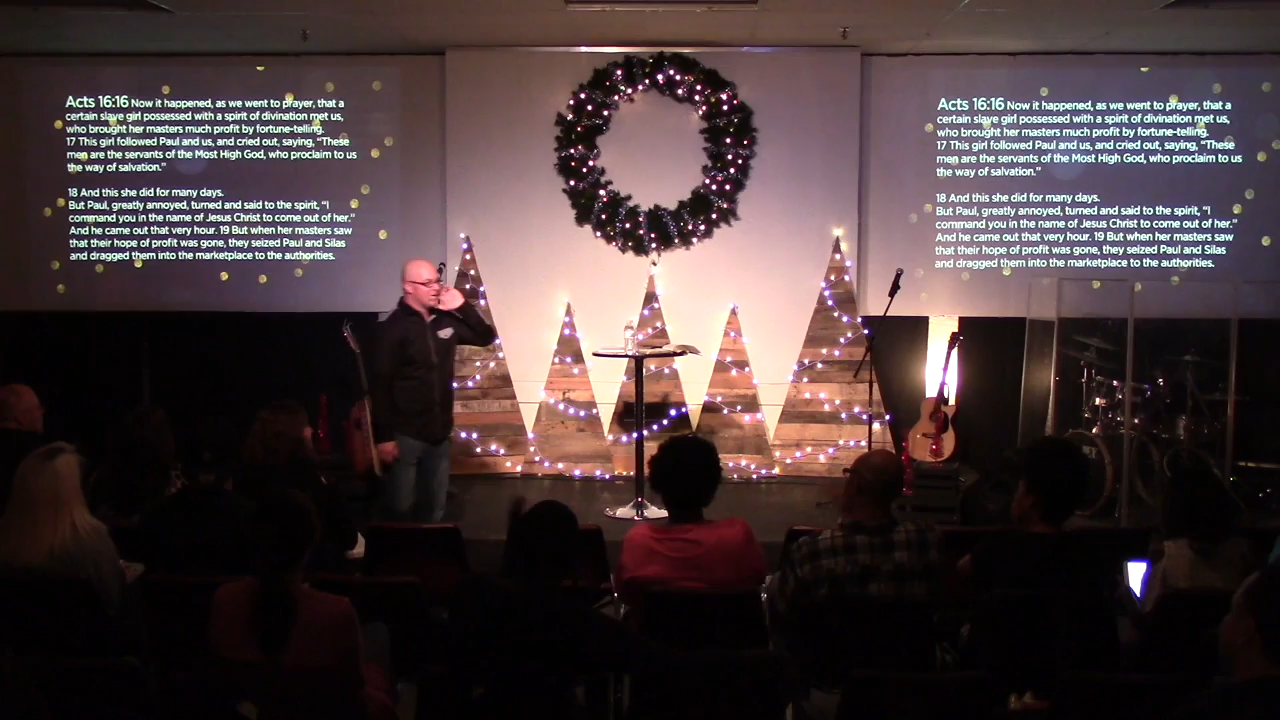 Acts 16:16 Now it happened, as we went to prayer, that a
certain slave girl possessed with a spirit of divination met us,
who brought her masters much profit by fortune-telling.
17 This girl followed Paul and us, and cried out, saying, “These
men are the servants of the Most High God, who proclaim to us
the way of salvation.”
18 And this she did for many days.
But Paul, greatly annoyed, turned and said to the spirit, “I
command you in the name of Jesus Christ to come out of her.”
And he came out that very hour. 19 But when her masters saw
that their hope of profit was gone, they seized Paul and Silas
and dragged them into the marketplace to the authorities.
Acts 16:16 Now it happened, as we went to prayer, that a
certain slave girl possessed with a spirit of divination met us,
who brought her masters much profit by fortune-telling.
17 This girl followed Paul and us, and cried out, saying, “These
men are the servants of the Most High God, who proclaim to us
the way of salvation.”
18 And this she did for many days.
But Paul, greatly annoyed, turned and said to the spirit, “I
command you in the name of Jesus Christ to come out of her.”
And he came out that very hour. 19 But when her masters saw
that their hope of profit was gone, they seized Paul and Silas
and dragged them into the marketplace to the authorities.